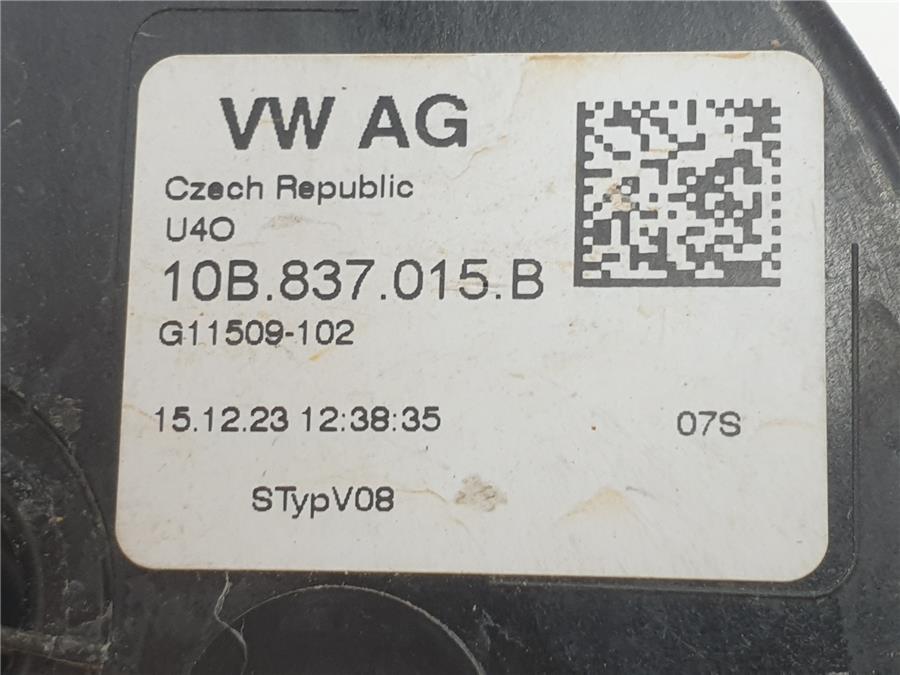 VW AG
Czech Republic
U4O
10B.837.015.B
G11509-102
15.12.23 12:38:35
07S
STypV08